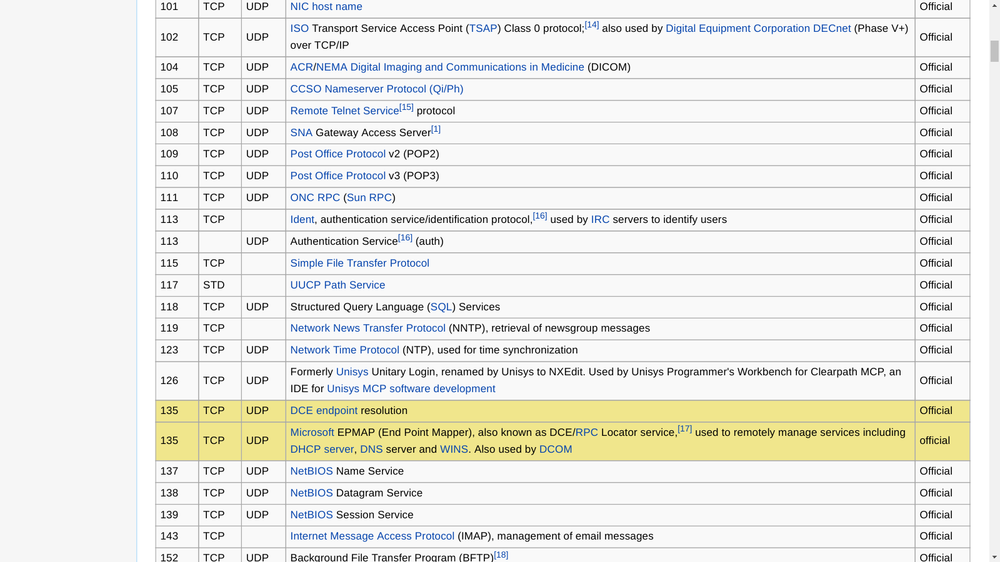 101 TCP UDP NIC host name Official
102 TCP UDP ISO Transport Service Access Point (TSAP) Class 0 protocol;[14] also used by Digital Equipment Corporation DECnet (Phase V+) Official
over TCP/IP
104 TCP UDP ACR/NEMA Digital Imaging and Communications in Medicine (DICOM) Official
105 TCP UDP CCSO Nameserver Protocol (Qi/Ph) Official
107 TCP UDP Remote Telnet Service[15] protocol Official
108 TCP UDP SNA Gateway Access Server[1] Official
109 TCP UDP Post Office Protocol v2 (POP2) Official
110 TCP UDP Post Office Protocol v3 (POP3) Official
111 TCP UDP ONC RPC (Sun RPC) Official
113 TCP Ident, authentication service/identification protocol,[16] used by IRC servers to identify users Official
113 UDP Authentication Service[16] (auth) Official
115 TCP Simple File Transfer Protocol Official
117 STD UUCP Path Service Official
118 TCP UDP Structured Query Language (SQL) Services Official
119 TCP Network News Transfer Protocol (NNTP), retrieval of newsgroup messages Official
123 TCP UDP Network Time Protocol (NTP), used for time synchronization Official
126 TCP UDP Formerly Unisys Unitary Login, renamed by Unisys to NXEdit. Used by Unisys Programmer's Workbench for Clearpath MCP, an Official
IDE for Unisys MCP software development
135 TCP UDP DCE endpoint resolution Official
135 TCP UDP Microsoft EPMAP (End Point Mapper), also known as DCE/RPC Locator service,[17] used to remotely manage services including official
DHCP server, DNS server and WINS. Also used by DCOM
137 TCP UDP NetBIOS Name Service Official
138 TCP UDP NetBIOS Datagram Service Official
139 TCP UDP NetBIOS Session Service Official
143 TCP Internet Message Access Protocol (IMAP), management of email messages Official
152 TCP UDP Background File Transfer Program (BFTP)[18] Official